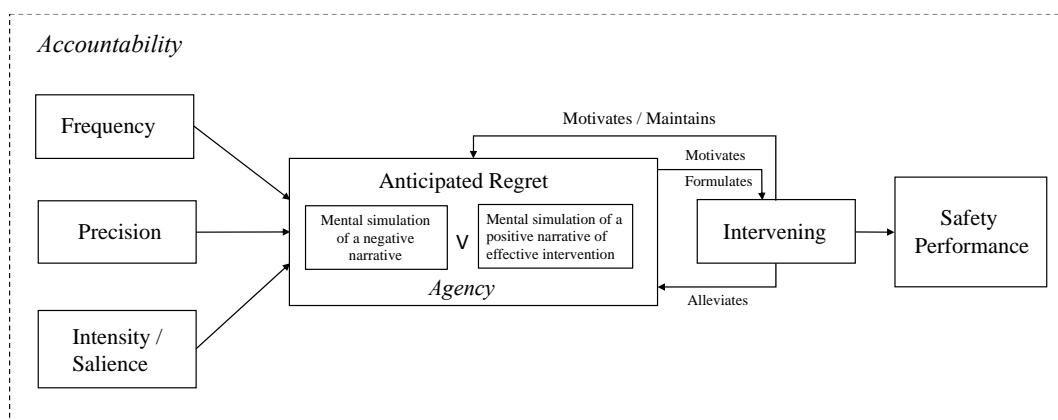 Accountability
Frequency
Precision
Intensity /
Salience
Anticipated Regret
Mental simulation
of a negative
narrative
V
Mental simulation of a
positive narrative of
effective intervention
Agency
Motivates / Maintains
Motivates
Formulates
Alleviates
Intervening
Safety
Performance